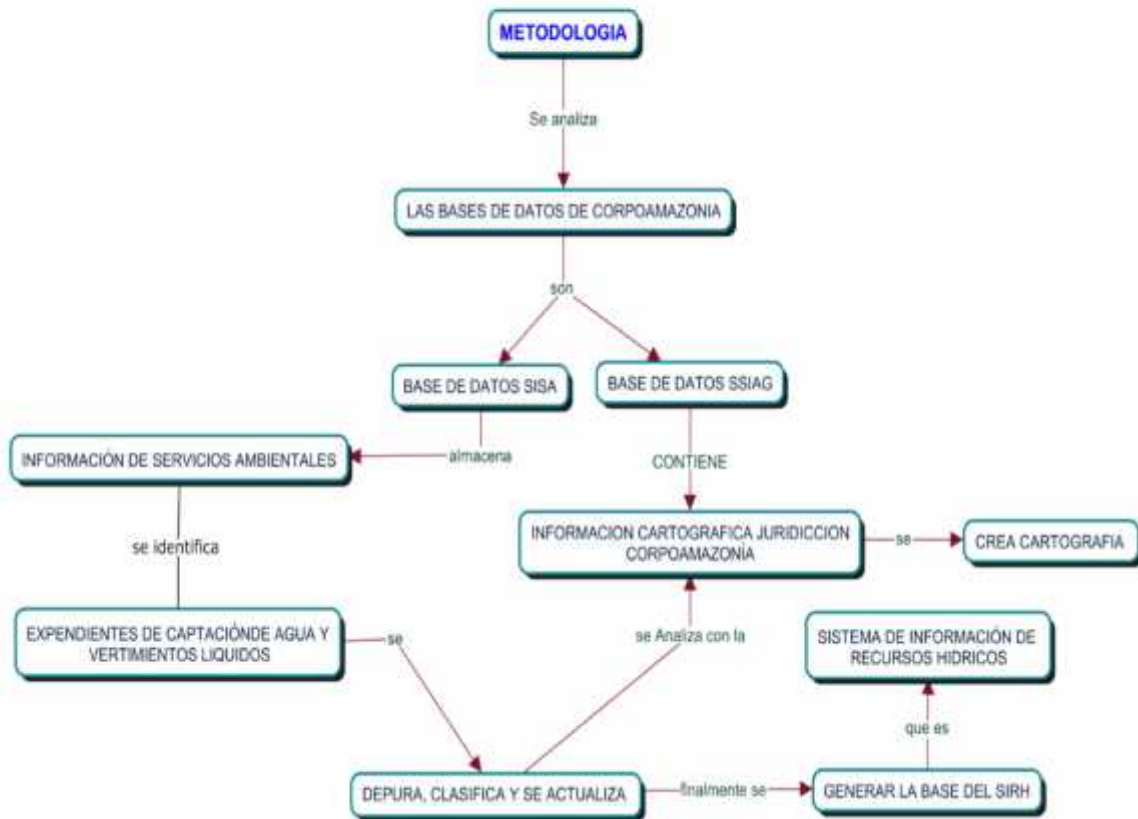 METODOLOGIA
Se analiza
LAS BASES DE DATOS DE CORPOAMAZONIA
son
BASE DE DATOS SISA
BASE DE DATOS SSIAG
INFORMACIÓN DE SERVICIOS AMBIENTALES
almacena
CONTIENE
se identifica
INFORMACION CARTOGRAFICA JURIDICCION
CORPOAMAZONÍA
se
CREA CARTOGRAFIA
EXPENDIENTES DE CAPTACIÓNDE AGUA Y
VERTIMIENTOS LIQUIDOS
se
se Analiza con la
SISTEMA DE INFORMACIÓN DE
RECURSOS HIDRICOS
que es
DEPURA, CLASIFICA Y SE ACTUALIZA
finalmente se
GENERAR LA BASE DEL SIRH